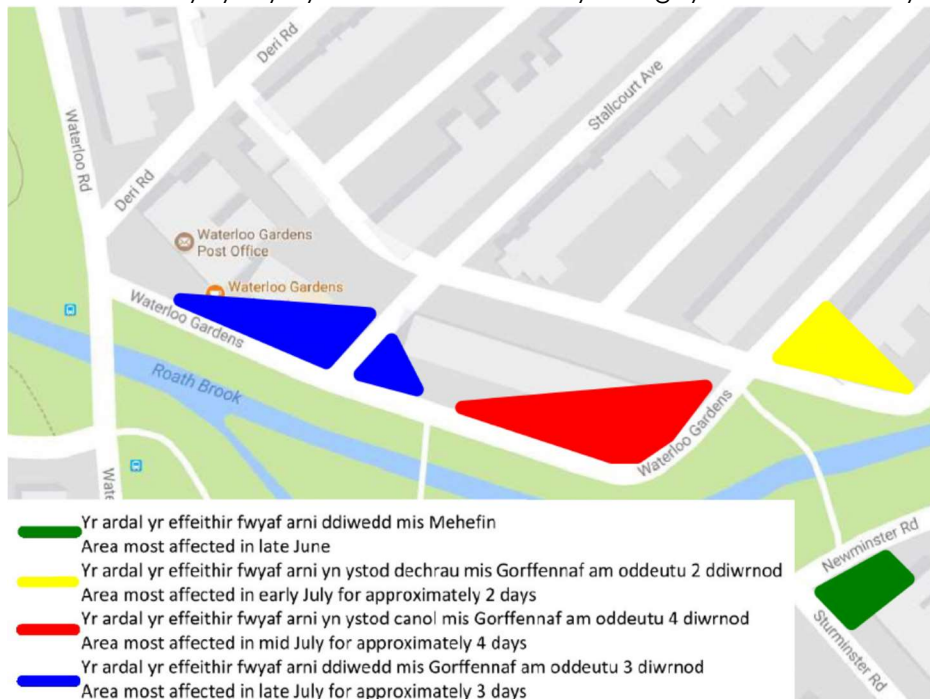 Deri Rd
Stallcourt Ave
Waterloo Rd
Deri Rd
Waterloo Gardens
Post Office
Waterloo Gardens
Waterloo Gardens
Roath Brook
Waterloo Gardens
Newminster Rd
Sturminster Rd
Yr ardal yr effeithir fwyaf arni ddiwedd mis Mehefin
Area most affected in late June
Yr ardal yr effeithir fwyaf arni yn ystod dechrau mis Gorffennaf am oddeutu 2 ddiwrnod
Area most affected in early July for approximately 2 days
Yr ardal yr effeithir fwyaf arni yn ystod canol mis Gorffennaf am oddeutu 4 diwrnod
Area most affected in mid July for approximately 4 days
Yr ardal yr effeithir fwyaf arni ddiwedd mis Gorffennaf am oddeutu 3 diwrnod
Area most affected in late July for approximately 3 days